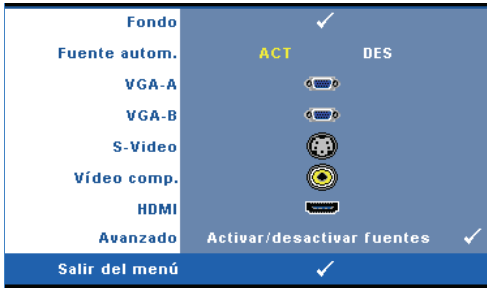 Fondo
Fuente autom. ACT DES
VGA-A
VGA-B
S-Video
Vídeo comp.
HDMI
Avanzado Activar/desactivar fuentes
Salir del menú